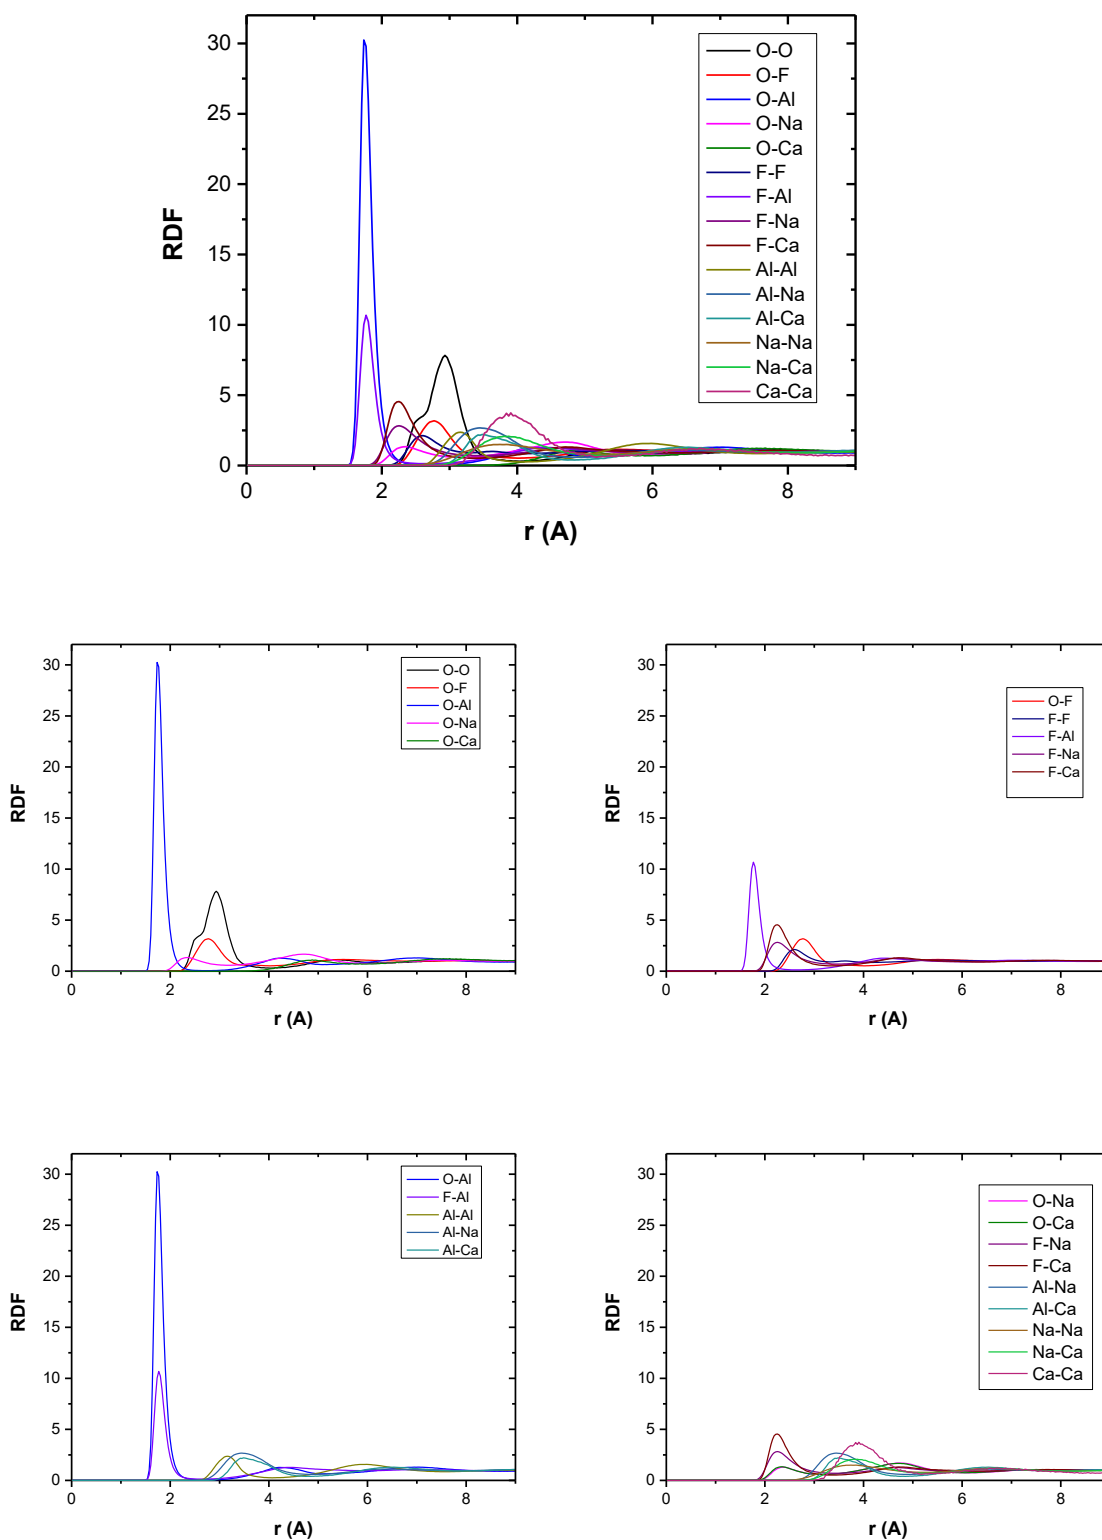 30
25
20
15
10
5
0
RDF
O-O
O-F
O-Al
O-Na
O-Ca
F-F
F-Al
F-Na
F-Ca
Al-Al
Al-Na
Al-Ca
Na-Na
Na-Ca
Ca-Ca
0 2 4 6 8
r (A)
30
25
20
15
10
5
0
RDF
O-O
O-F
O-Al
O-Na
O-Ca
0 2 4 6 8
r (A)
30
25
20
15
10
5
0
RDF
O-F
F-F
F-Al
F-Na
F-Ca
0 2 4 6 8
r (A)
30
25
20
15
10
5
0
RDF
O-Al
F-Al
Al-Al
Al-Na
Al-Ca
0 2 4 6 8
r (A)
30
25
20
15
10
5
0
RDF
O-Na
O-Ca
F-Na
F-Ca
Al-Na
Al-Ca
Na-Na
Na-Ca
Ca-Ca
0 2 4 6 8
r (A)